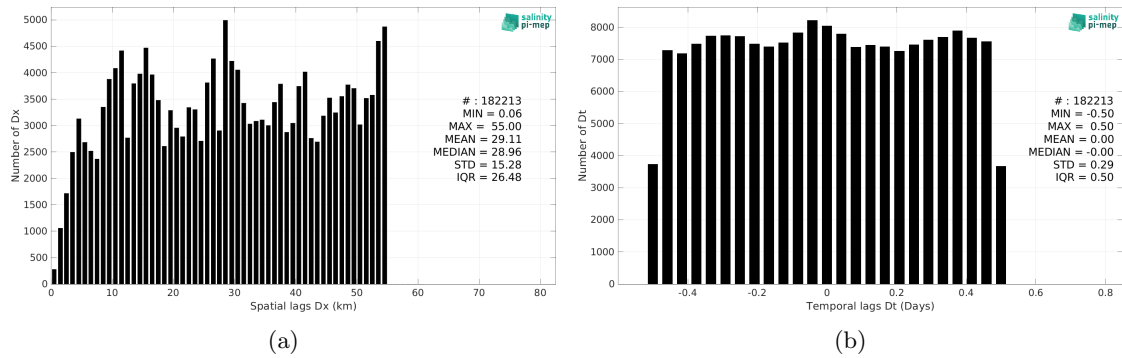 5000
4500
4000
3500
3000
2500
2000
1500
1000
500
0
Number of Dx
0 10 20 30 40 50 60 70 80
Spatial lags Dx (km)
salinity
pi-mep
# : 182213
MIN = 0.06
MAX = 55.00
MEAN = 29.11
MEDIAN = 28.96
STD = 15.28
IQR = 26.48
(a)
8000
7000
6000
5000
4000
3000
2000
1000
0
Number of Dt
-0.4 -0.2 0 0.2 0.4 0.6 0.8
Temporal lags Dt (Days)
salinity
pi-mep
# : 182213
MIN = -0.50
MAX = 0.50
MEAN = 0.00
MEDIAN = -0.00
STD = 0.29
IQR = 0.50
(b)